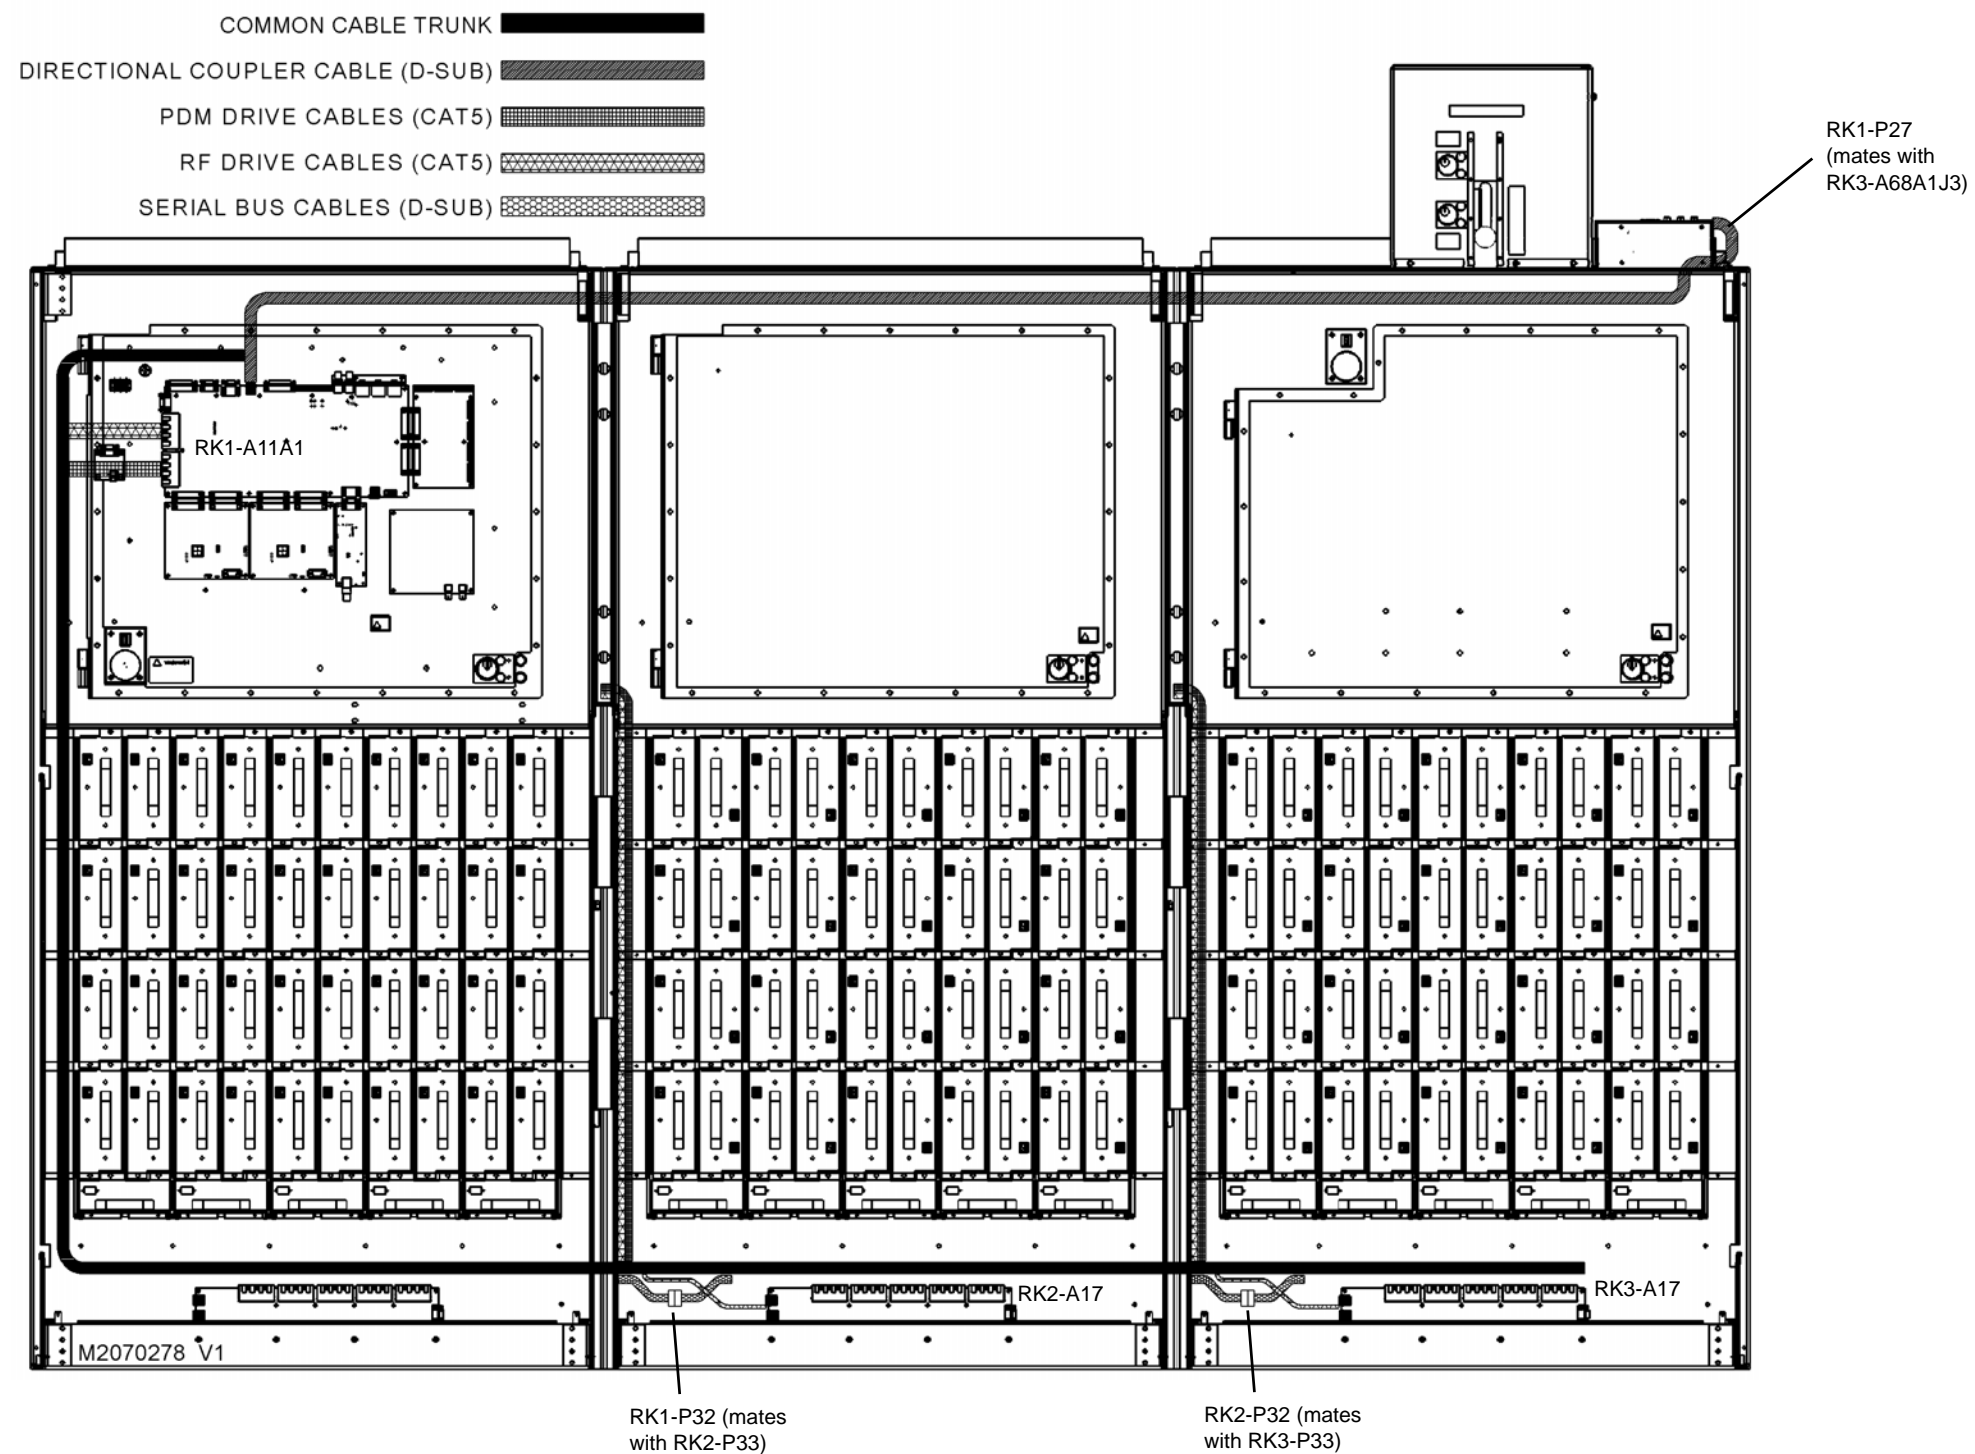 COMMON CABLE TRUNK
DIRECTIONAL COUPLER CABLE (D-SUB)
PDM DRIVE CABLES (CAT5)
RF DRIVE CABLES (CAT5)
SERIAL BUS CABLES (D-SUB)
RK1-P27
(mates with
RK3-A68A1J3)
RK1-A11A1
RK2-A17
RK3-A17
M2070278 V1
RK1-P32 (mates
with RK2-P33)
RK2-P32 (mates
with RK3-P33)